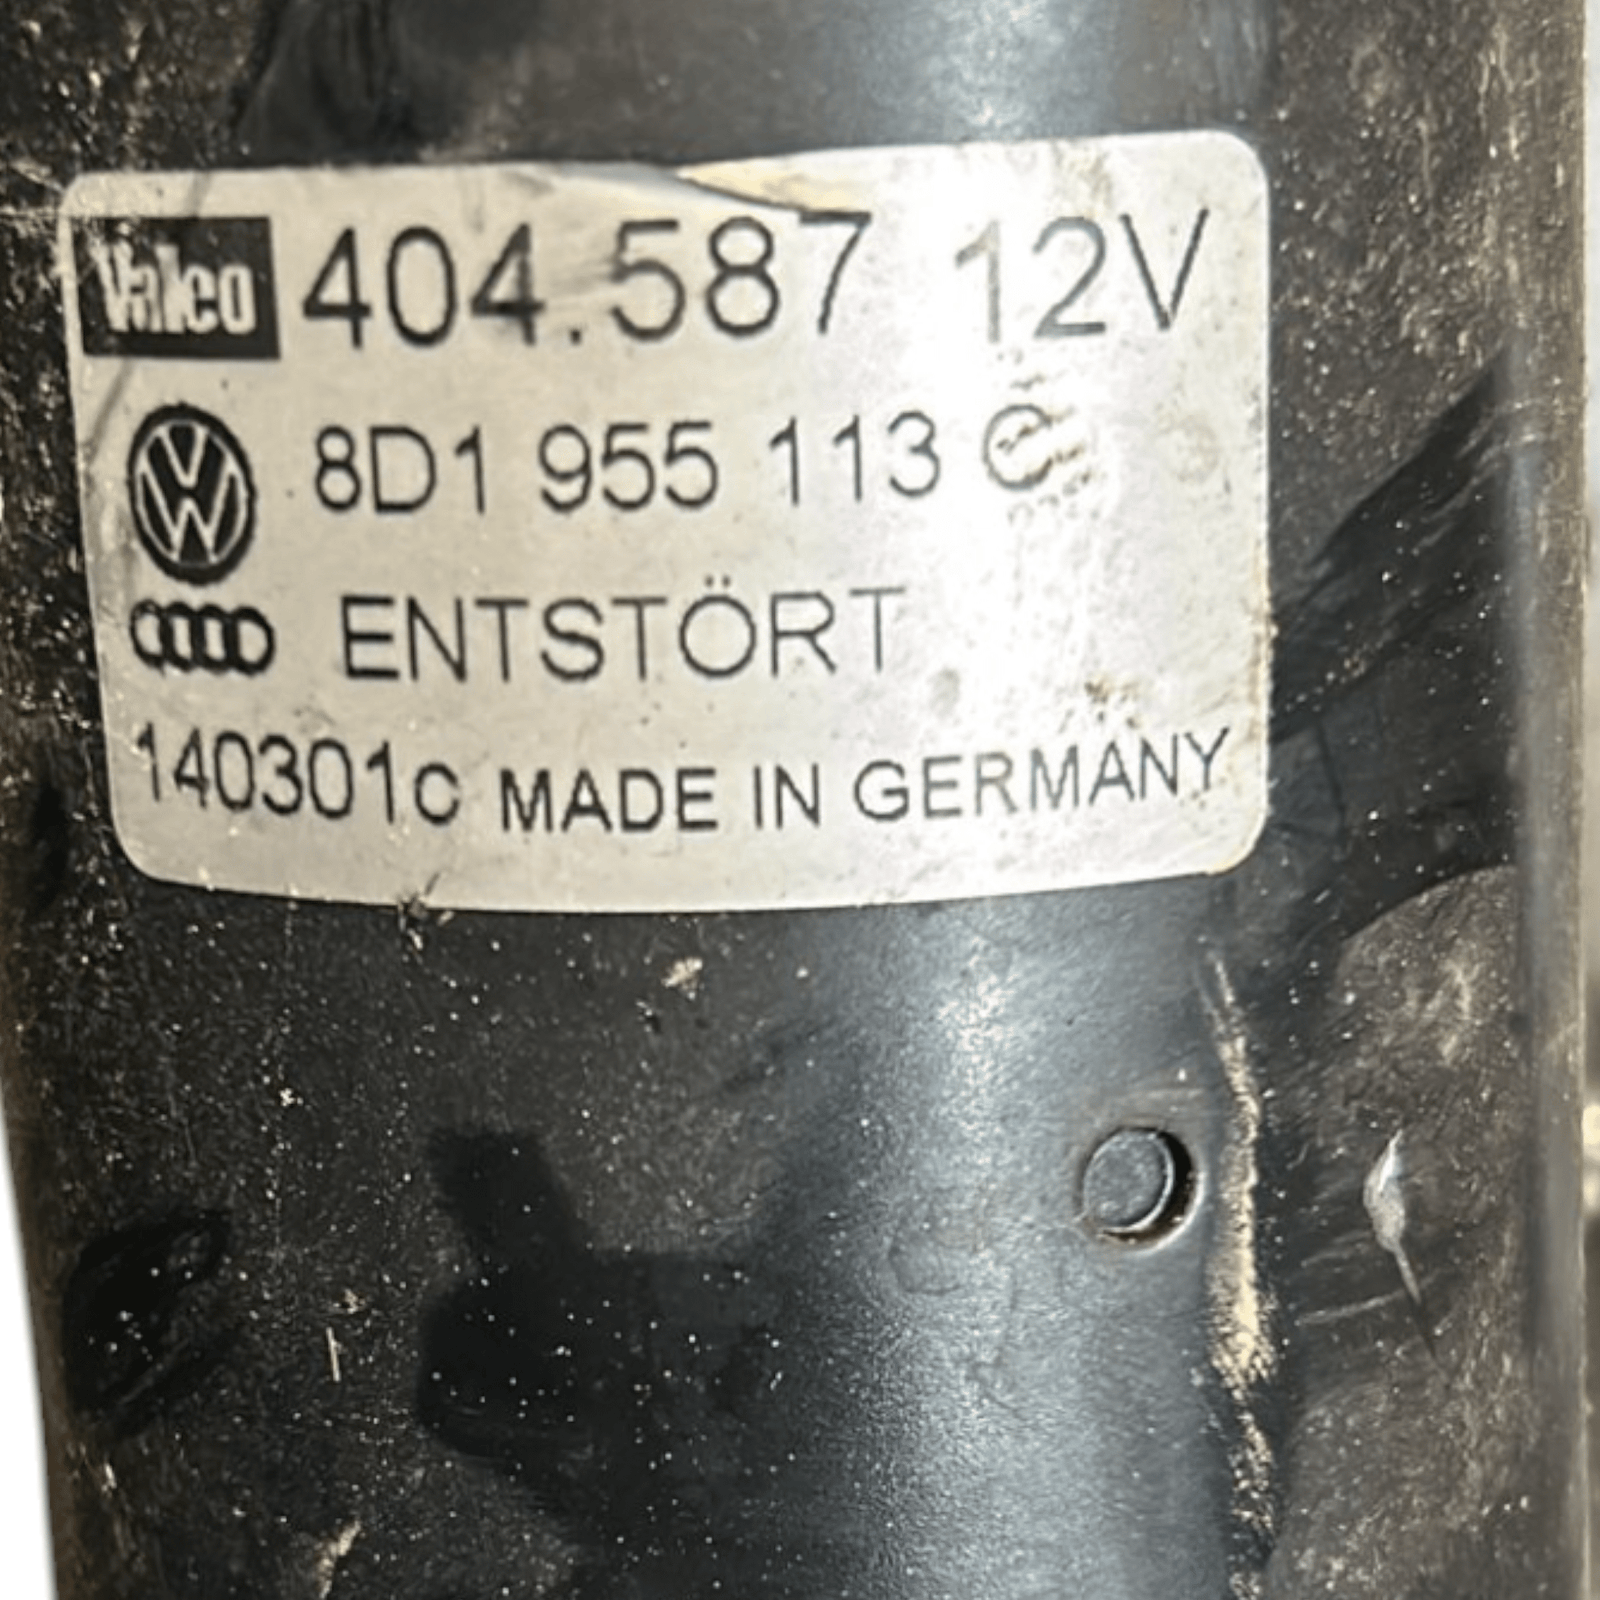 Valeo 404.587 12V
8D1 955 113 C
ENTSTÖRT
140301c MADE IN GERMANY